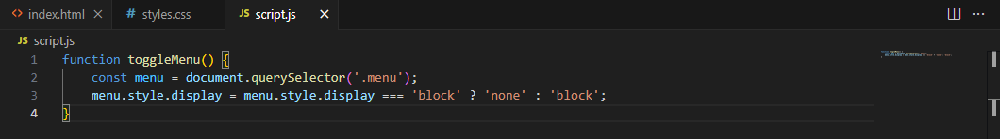 index.html
# styles.css
JS script.js
JS script.js
1 function toggleMenu() {
2 const menu = document.querySelector('.menu');
3 menu.style.display = menu.style.display === 'block' ? 'none' : 'block';
4 }